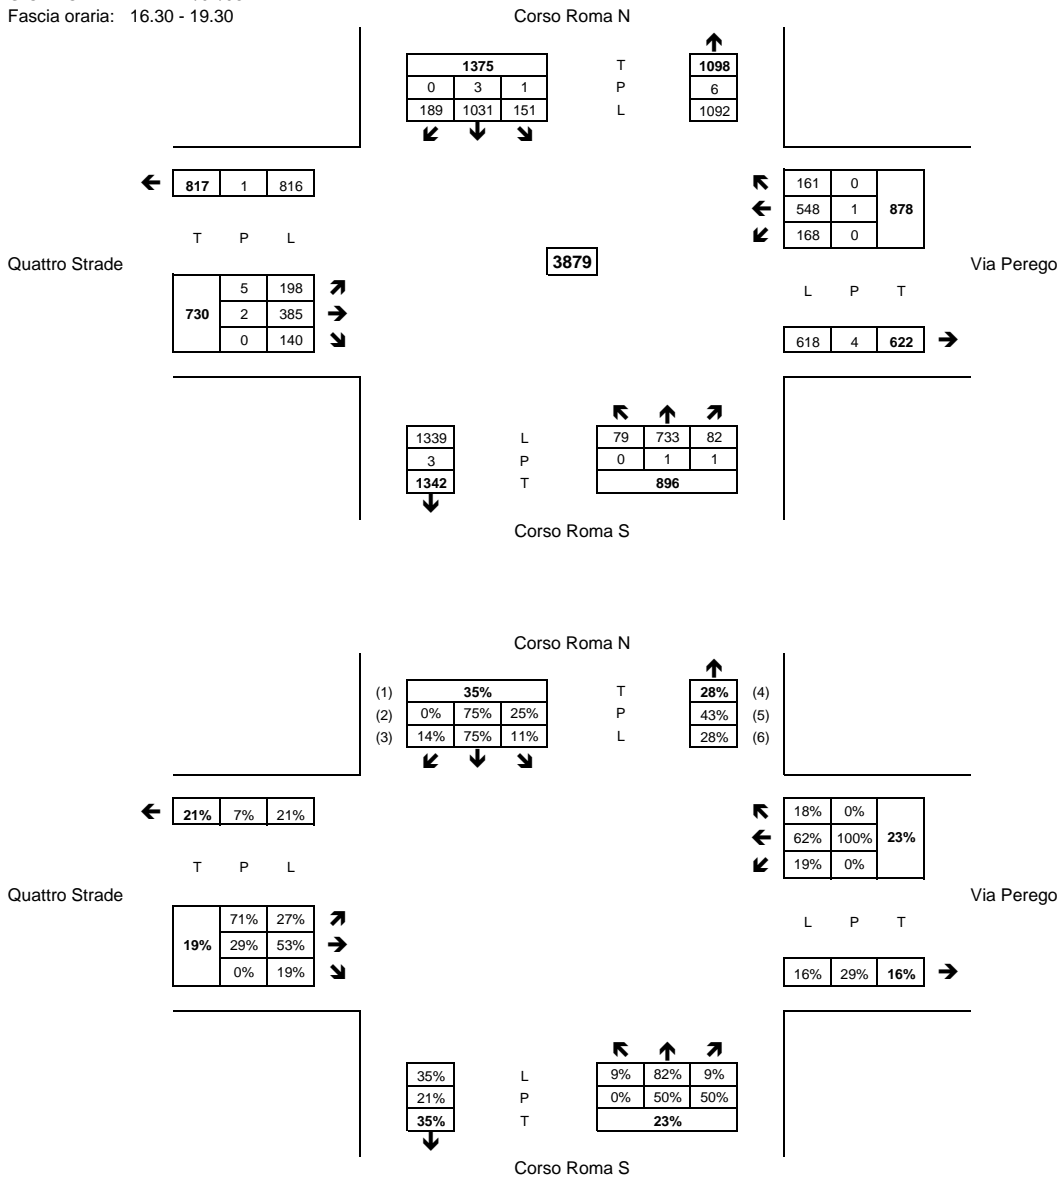 Fascia oraria: 16.30 - 19.30
Corso Roma N
1375 T 1098
0 3 1 P 6
189 1031 151 L 1092
817 1 816
161 0
548 1 878
168 0
T P L
Quattro Strade
3879
Via Perego
5 198
730 2 385
0 140
L P T
618 4 622
1339 L 79 733 82
3 P 0 1 1
1342 T 896
Corso Roma S
Corso Roma N
(1) 35% T 28% (4)
(2) 0% 75% 25% P 43% (5)
(3) 14% 75% 11% L 28% (6)
21% 7% 21%
18% 0%
62% 100% 23%
19% 0%
T P L
Quattro Strade
Via Perego
71% 27%
19% 29% 53%
0% 19%
L P T
16% 29% 16%
35% L 9% 82% 9%
21% P 0% 50% 50%
35% T 23%
Corso Roma S